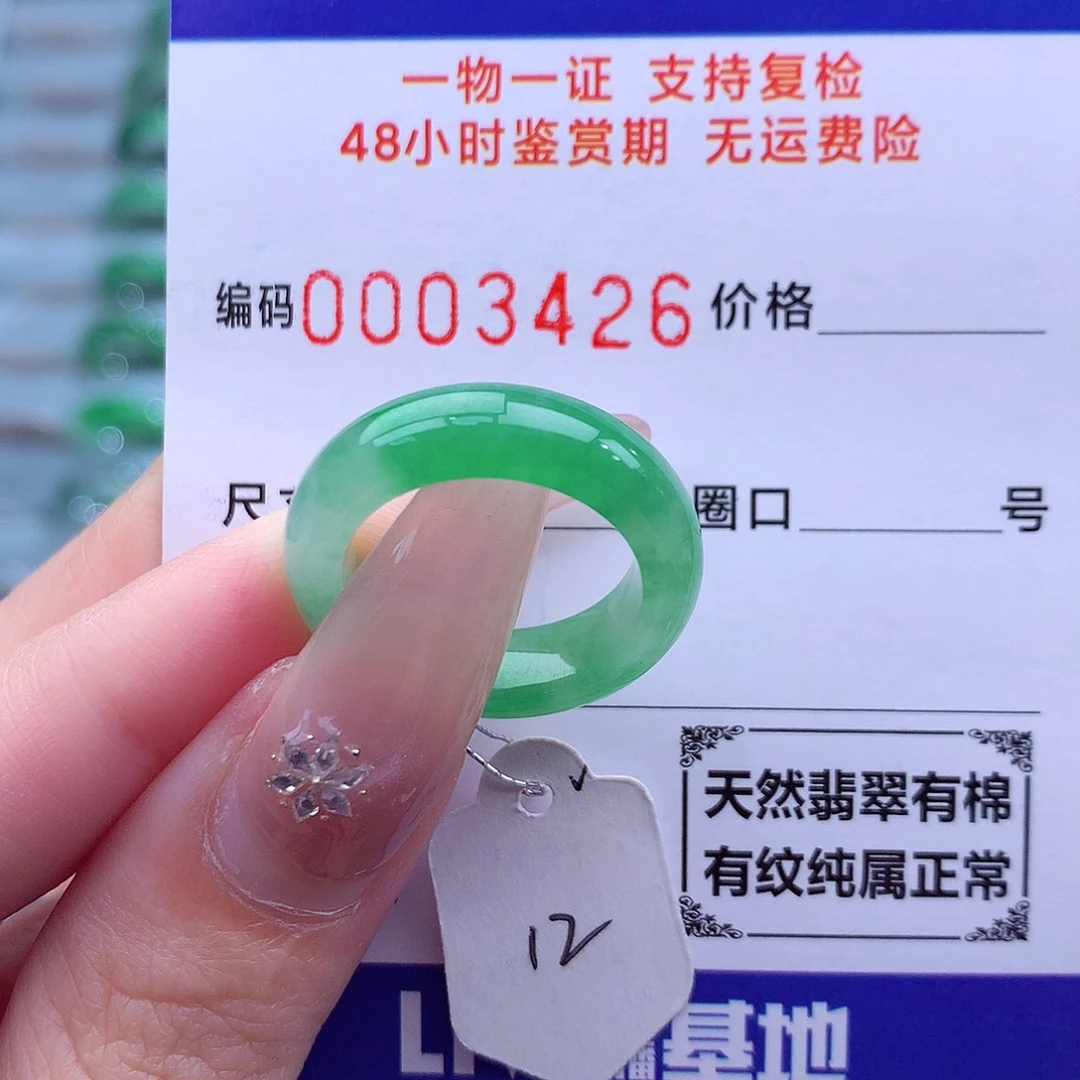 一物一证 支持复检
48小时鉴赏期 无运费险
编码0003426 价格
尺 圈口 号
天然翡翠有棉
有纹纯属正常
12
基地